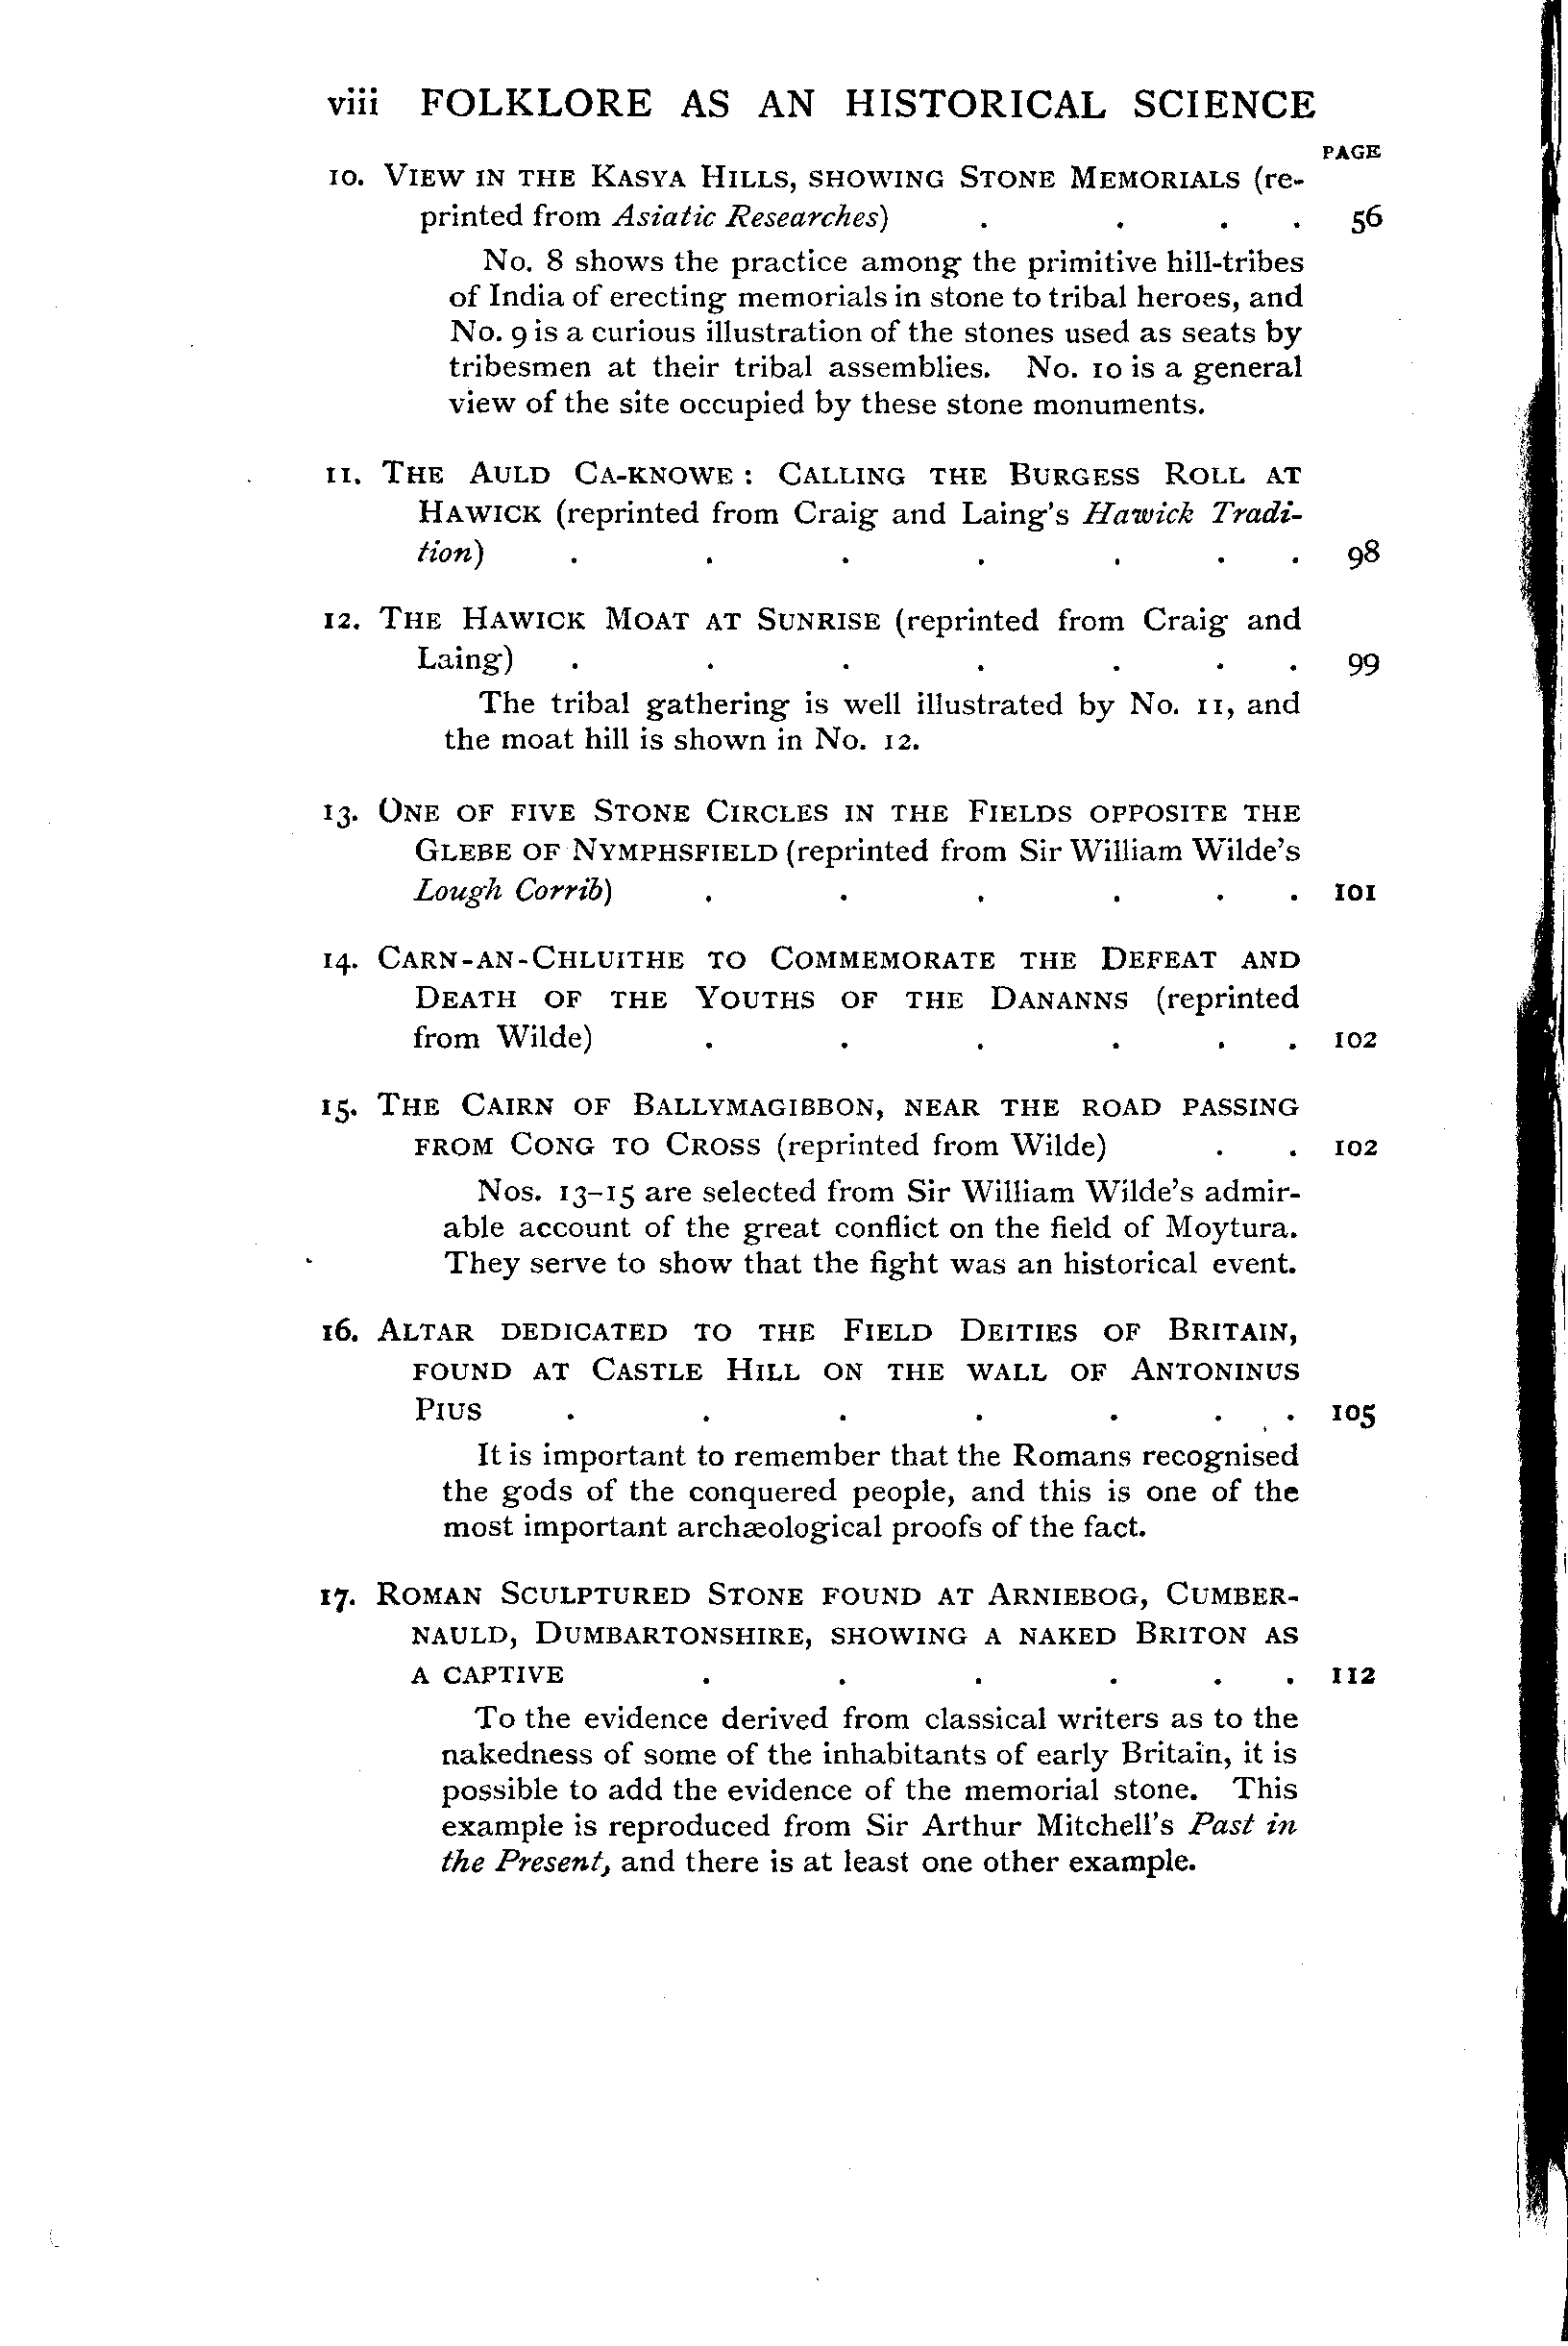 viii FOLKLORE AS AN HISTORICAL SCIENCE
PAGE
10. VIEW IN THE KASYA HILLS, SHOWING STONE MEMORIALS (re-
printed from Asiatic Researches) . . . . 56
No. 8 shows the practice among the primitive hill-tribes
of India of erecting memorials in stone to tribal heroes, and
No. 9 is a curious illustration of the stones used as seats by
tribesmen at their tribal assemblies. No. 10 is a general
view of the site occupied by these stone monuments.
11. THE AULD CA-KNOWE: CALLING THE BURGESS ROLL AT
HAWICK (reprinted from Craig and Laing's Hawick Tradi-
tion) . . . . . . . 98
12. THE HAWICK MOAT AT SUNRISE (reprinted from Craig and
Laing) . . . . . . . 99
The tribal gathering is well illustrated by No. 11, and
the moat hill is shown in No. 12.
13. ONE OF FIVE STONE CIRCLES IN THE FIELDS OPPOSITE THE
GLEBE OF NYMPHSFIELD (reprinted from Sir William Wilde's
Lough Corrib) . . . . . . 101
14. CARN-AN-CHLUITHE TO COMMEMORATE THE DEFEAT AND
DEATH OF THE YOUTHS OF THE DANANNS (reprinted
from Wilde) . . . . . . 102
15. THE CAIRN OF BALLYMAGIBBON, NEAR THE ROAD PASSING
FROM CONG TO CROSS (reprinted from Wilde) . . 102
Nos. 13–15 are selected from Sir William Wilde's admir-
able account of the great conflict on the field of Moytura.
They serve to show that the fight was an historical event.
16. ALTAR DEDICATED TO THE FIELD DEITIES OF BRITAIN,
FOUND AT CASTLE HILL ON THE WALL OF ANTONINUS
PIUS . . . . . . . 105
It is important to remember that the Romans recognised
the gods of the conquered people, and this is one of the
most important archæological proofs of the fact.
17. ROMAN SCULPTURED STONE FOUND AT ARNIEBOG, CUMBER-
NAULD, DUMBARTONSHIRE, SHOWING A NAKED BRITON AS
A CAPTIVE . . . . . . 112
To the evidence derived from classical writers as to the
nakedness of some of the inhabitants of early Britain, it is
possible to add the evidence of the memorial stone. This
example is reproduced from Sir Arthur Mitchell's Past in
the Present, and there is at least one other example.